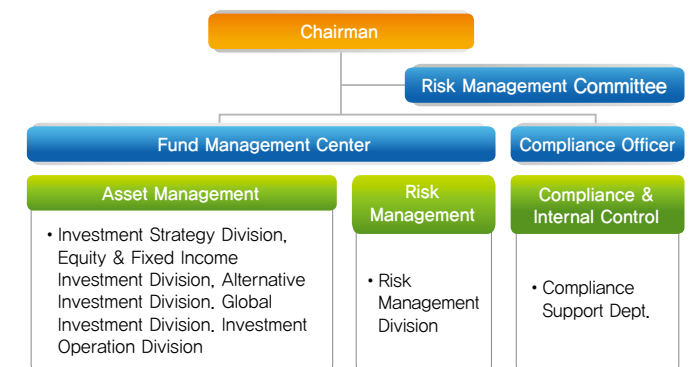 Chairman
Risk Management Committee
Fund Management Center
Compliance Officer
Asset Management
• Investment Strategy Division,
Equity & Fixed Income
Investment Division, Alternative
Investment Division, Global
Investment Division, Investment
Operation Division
Risk
Management
• Risk
Management
Division
Compliance &
Internal Control
• Compliance
Support Dept.